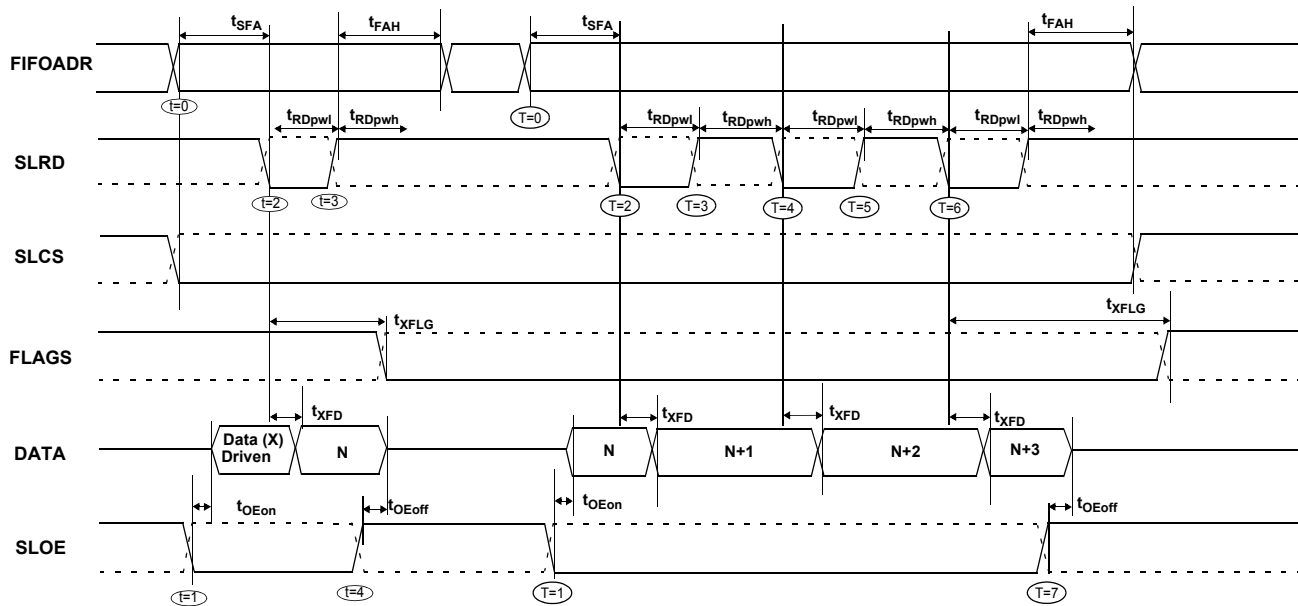 tSFA tFAH tSFA tFAH
FIFOADR
t=0 T=0
tRDpwl tRDpwh tRDpwl tRDpwh tRDpwl tRDpwh tRDpwl tRDpwh
SLRD
t=2 t=3 T=2 T=3 T=4 T=5 T=6
SLCS
tXFLG tXFLG
FLAGS
tXFD tXFD tXFD tXFD
DATA
Data (X)
Driven
N N N+1 N+2 N+3
tOEon tOEoff tOEon tOEoff
SLOE
t=1 t=4 T=1 T=7